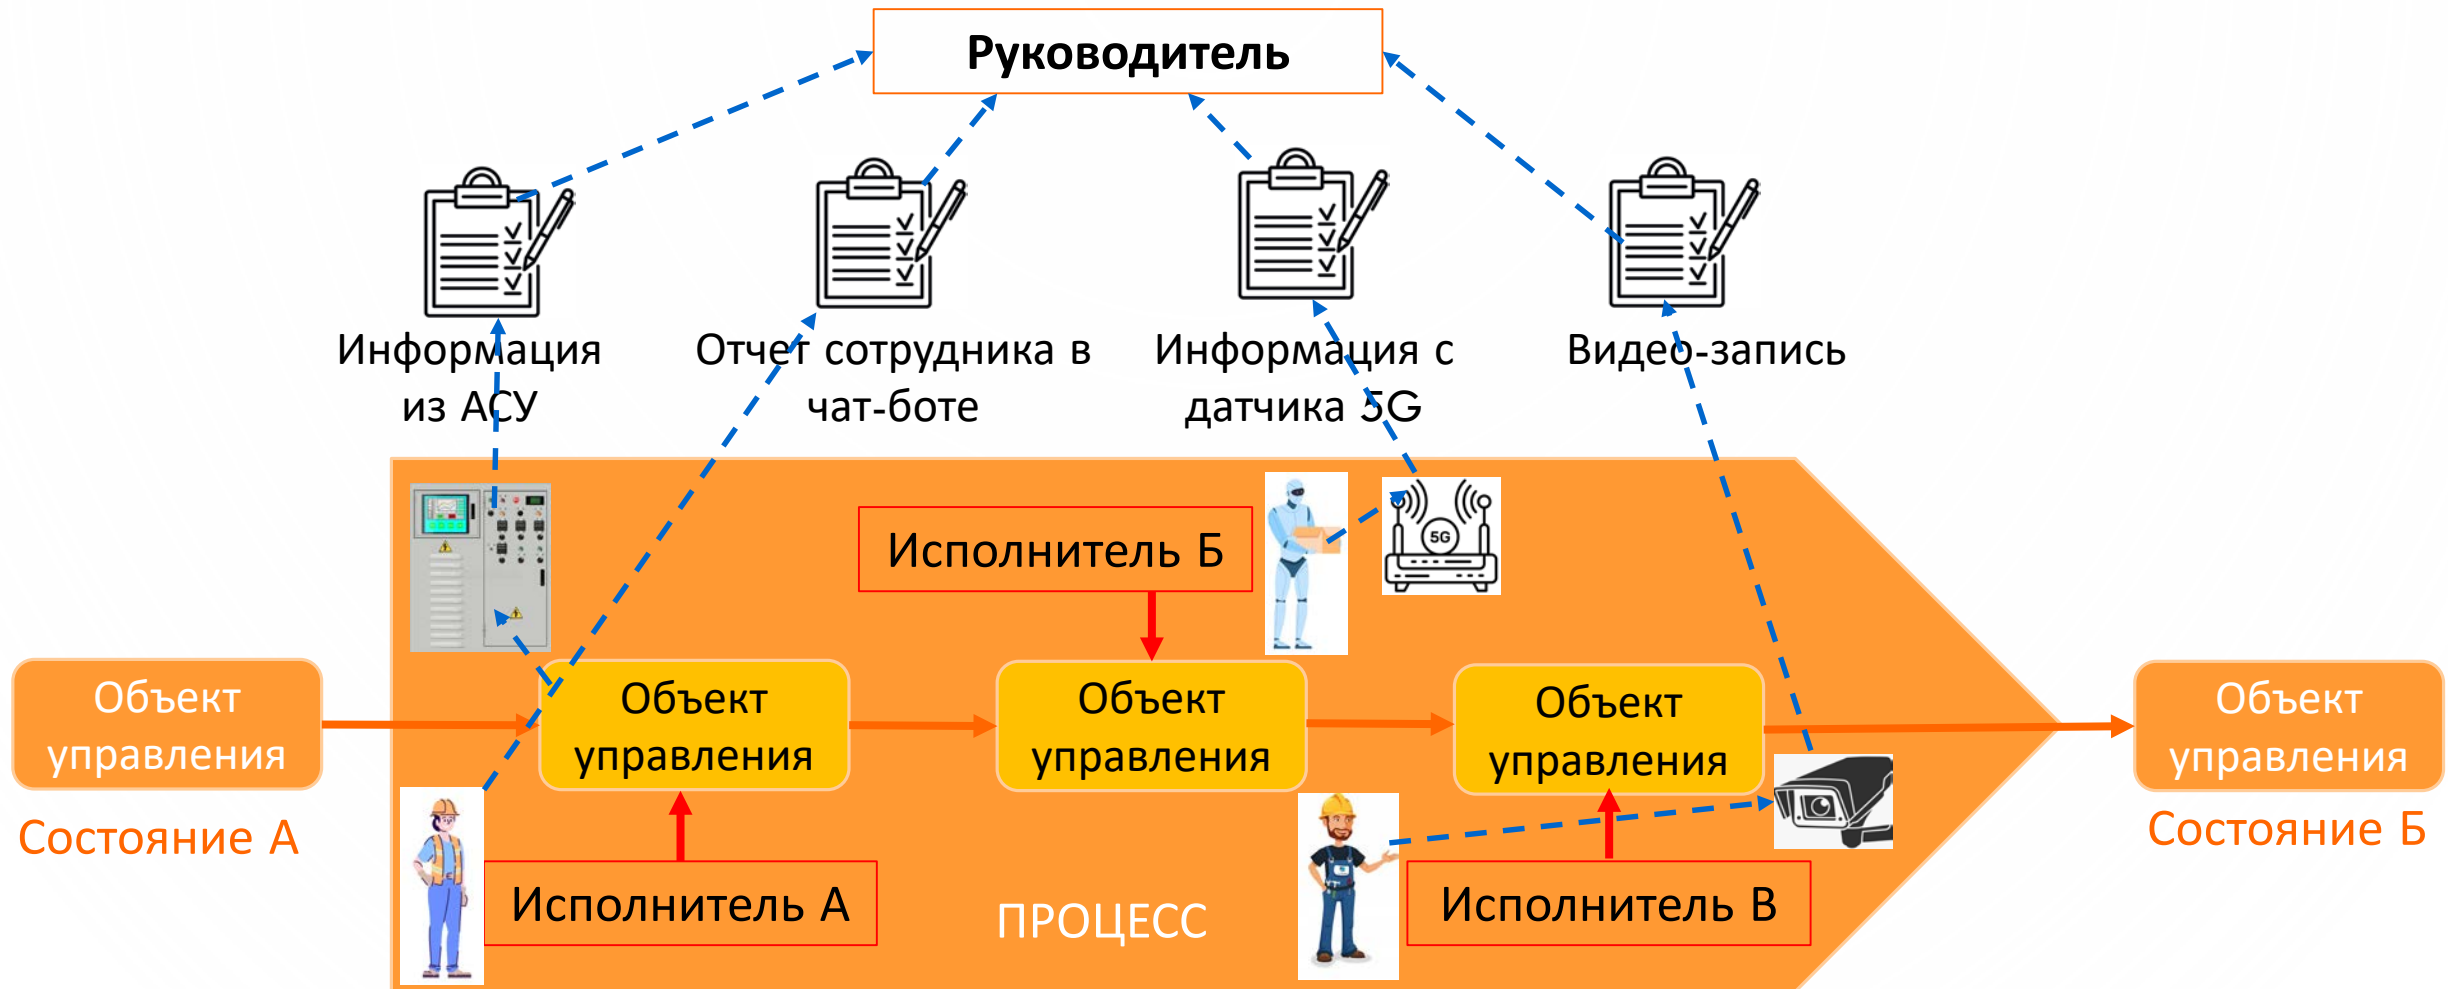 Руководитель
Информация
из АСУ
Отчет сотрудника в
чат-боте
Информация с
датчика 5G
Видео-запись
Исполнитель Б
5G
Объект
управления
Состояние А
Объект
управления
Объект
управления
Объект
управления
Объект
управления
Состояние Б
Исполнитель А
ПРОЦЕСС
Исполнитель В